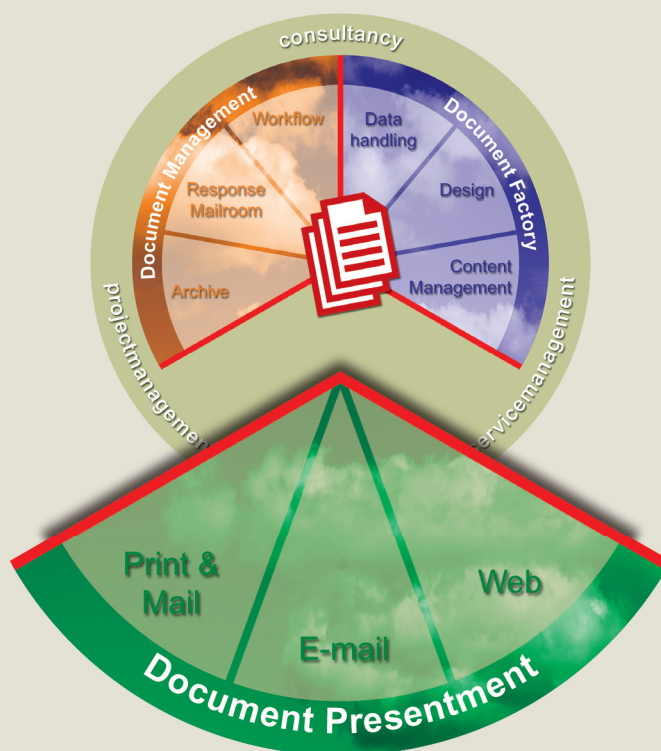 consultancy
Document Management
Workflow
Response
Mailroom
Archive
Document Factory
Data
handling
Design
Content
Management
projectmanagemen
ervicemanagement
Print &
Mail
E-mail
Web
Document Presentment